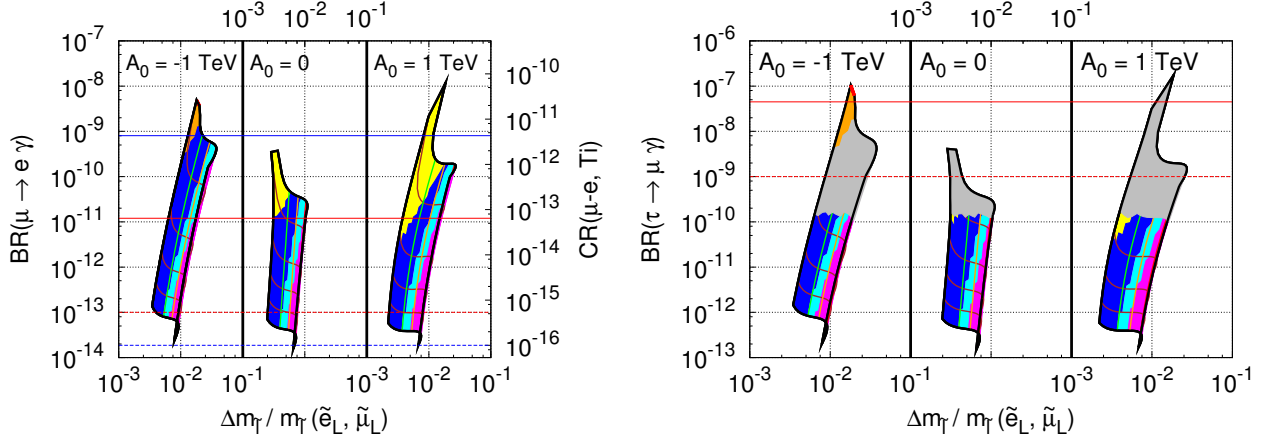 10⁻³ 10⁻² 10⁻¹
10⁻⁷
10⁻⁸
10⁻⁹
10⁻¹⁰
10⁻¹¹
10⁻¹²
10⁻¹³
10⁻¹⁴
BR(μ → e γ)
A₀ = -1 TeV A₀ = 0 A₀ = 1 TeV
10⁻¹⁰
10⁻¹¹
10⁻¹²
10⁻¹³
10⁻¹⁴
10⁻¹⁵
10⁻¹⁶
CR(μ-e, Ti)
10⁻³ 10⁻² 10⁻¹ 10⁻³ 10⁻² 10⁻¹
Δm_l̃ / m_l̃ (ẽ_L, μ̃_L)
10⁻³ 10⁻² 10⁻¹
10⁻⁶
10⁻⁷
10⁻⁸
10⁻⁹
10⁻¹⁰
10⁻¹¹
10⁻¹²
10⁻¹³
BR(τ → μ γ)
A₀ = -1 TeV A₀ = 0 A₀ = 1 TeV
10⁻³ 10⁻² 10⁻¹ 10⁻³ 10⁻² 10⁻¹
Δm_l̃ / m_l̃ (ẽ_L, μ̃_L)